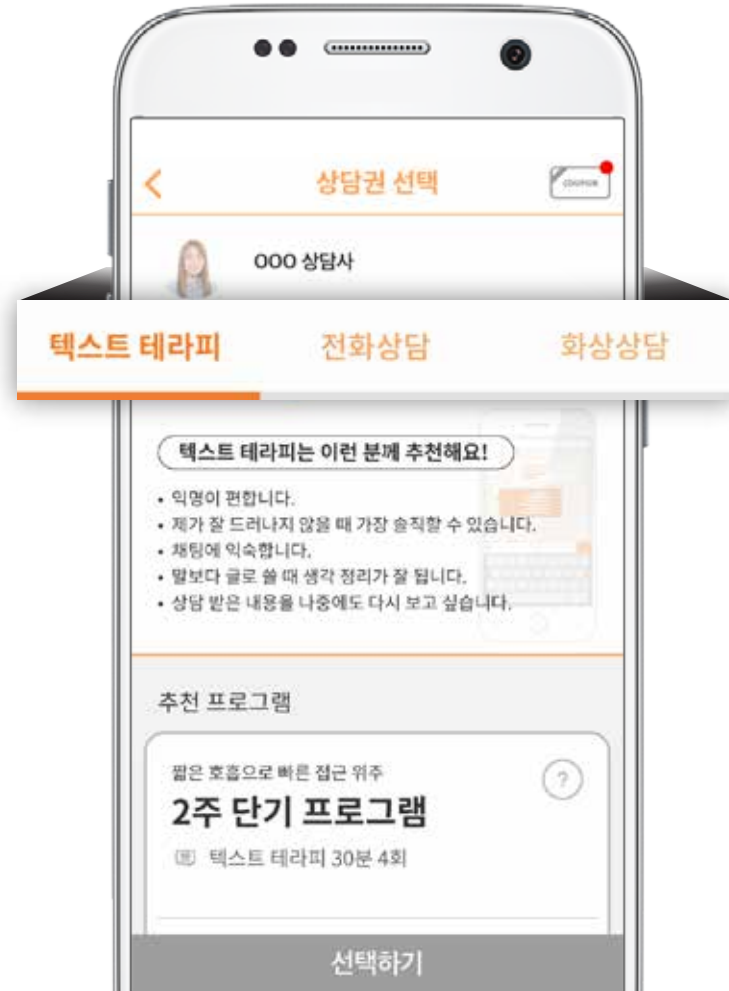 상담권 선택
COUPON
OOO 상담사
텍스트 테라피
전화상담
화상상담
텍스트 테라피는 이런 분께 추천해요!
• 익명이 편합니다.
• 제가 잘 드러나지 않을 때 가장 솔직할 수 있습니다.
• 채팅에 익숙합니다.
• 말보다 글로 쓸 때 생각 정리가 잘 됩니다.
• 상담 받은 내용을 나중에도 다시 보고 싶습니다.
추천 프로그램
짧은 호흡으로 빠른 접근 위주
?
2주 단기 프로그램
텍스트 테라피 30분 4회
선택하기